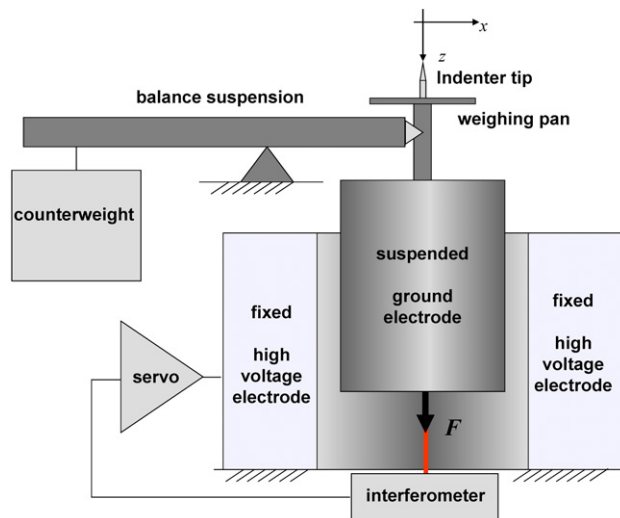 x
z
Indenter tip
balance suspension
weighing pan
counterweight
suspended
ground
electrode
fixed
high
voltage
electrode
fixed
high
voltage
electrode
servo
F
interferometer